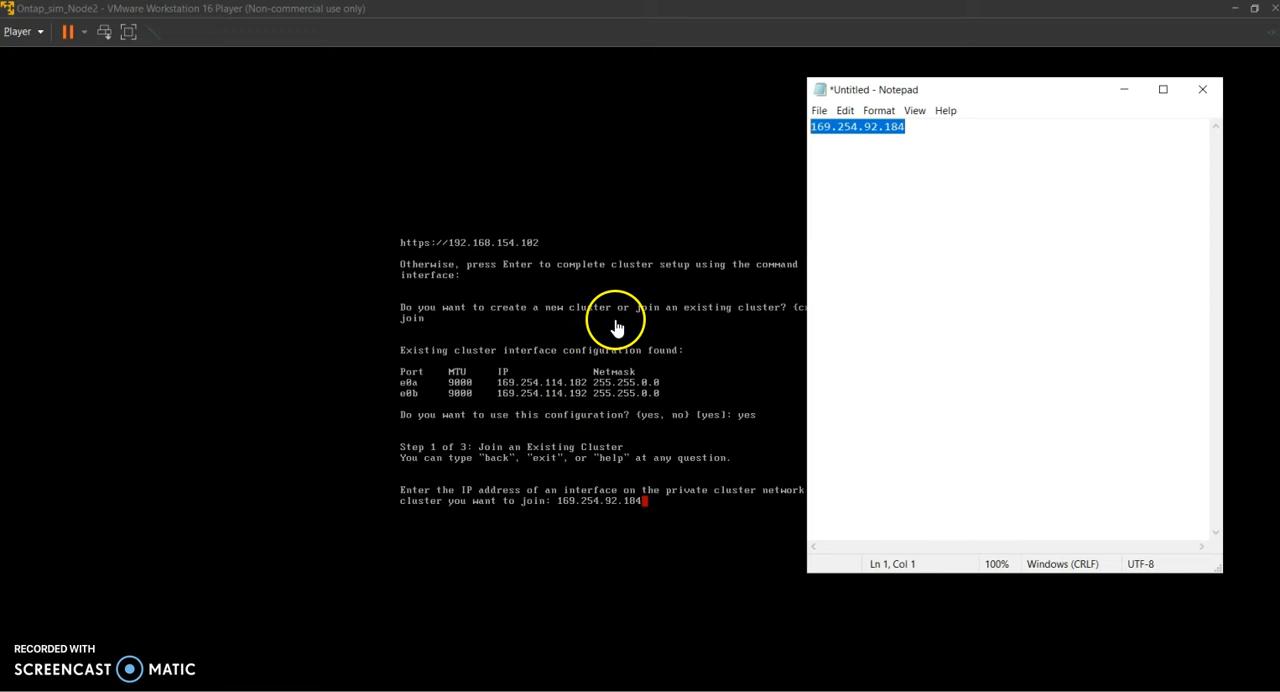 Ontap_sim_Node2 - VMware Workstation 16 Player (Non-commercial use only)
Player
*Untitled - Notepad
File Edit Format View Help
169.254.92.184
https://192.168.154.102
Otherwise, press Enter to complete cluster setup using the command
interface:
Do you want to create a new cluster or join an existing cluster? {c
join
Existing cluster interface configuration found:
Port MTU IP Netmask
e0a 9000 169.254.114.182 255.255.0.0
e0b 9000 169.254.114.192 255.255.0.0
Do you want to use this configuration? {yes, no} [yes]: yes
Step 1 of 3: Join an Existing Cluster
You can type "back", "exit", or "help" at any question.
Enter the IP address of an interface on the private cluster network
cluster you want to join: 169.254.92.184
Ln 1, Col 1 100% Windows (CRLF) UTF-8
RECORDED WITH
SCREENCAST MATIC